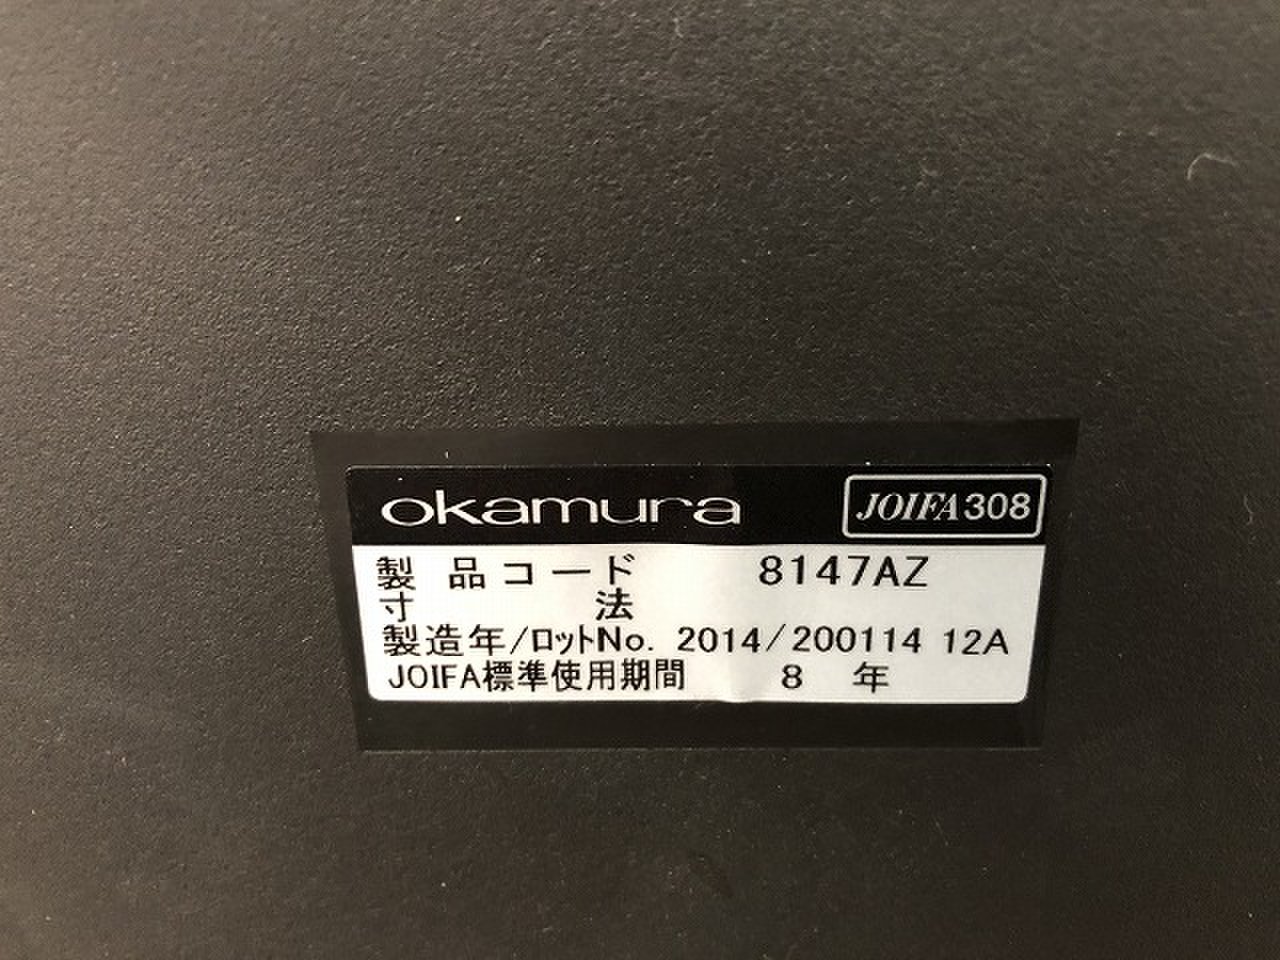 okamura JOIFA308
製品コード 8147AZ
寸法
製造年/ロットNo. 2014/200114 12A
JOIFA標準使用期間 8 年